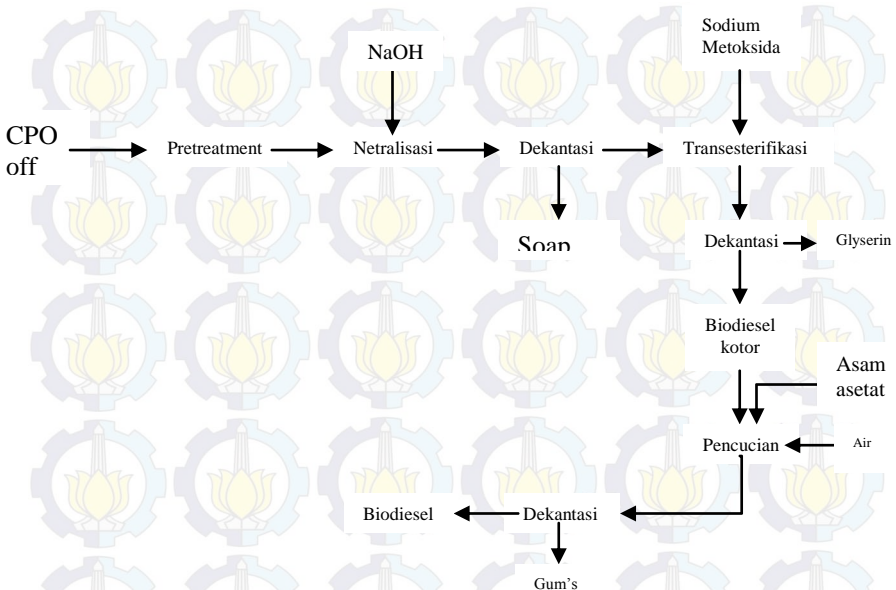 Sodium
Metoksida
NaOH
CPO
off
Pretreatment
Netralisasi
Dekantasi
Transesterifikasi
Soap
Dekantasi
Glyserin
Biodiesel
kotor
Asam
asetat
Pencucian
Air
Biodiesel
Dekantasi
Gum's